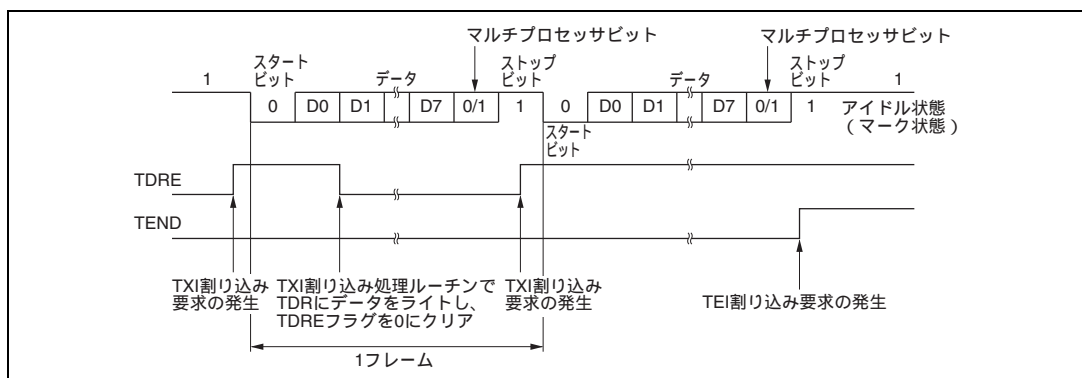 マルチプロセッサビット
マルチプロセッサビット
1
スタート
ビット
データ
ストップ
ビット
データ
ストップ
ビット
1
0
D0
D1
D7
0/1
1
0
D0
D1
D7
0/1
1
アイドル状態
（マーク状態）
スタート
ビット
TDRE
TEND
TXI割り込み
要求の発生
TXI割り込み処理ルーチンで
TDRにデータをライトし、
TDREフラグを0にクリア
TXI割り込み
要求の発生
TEI割り込み要求の発生
1フレーム